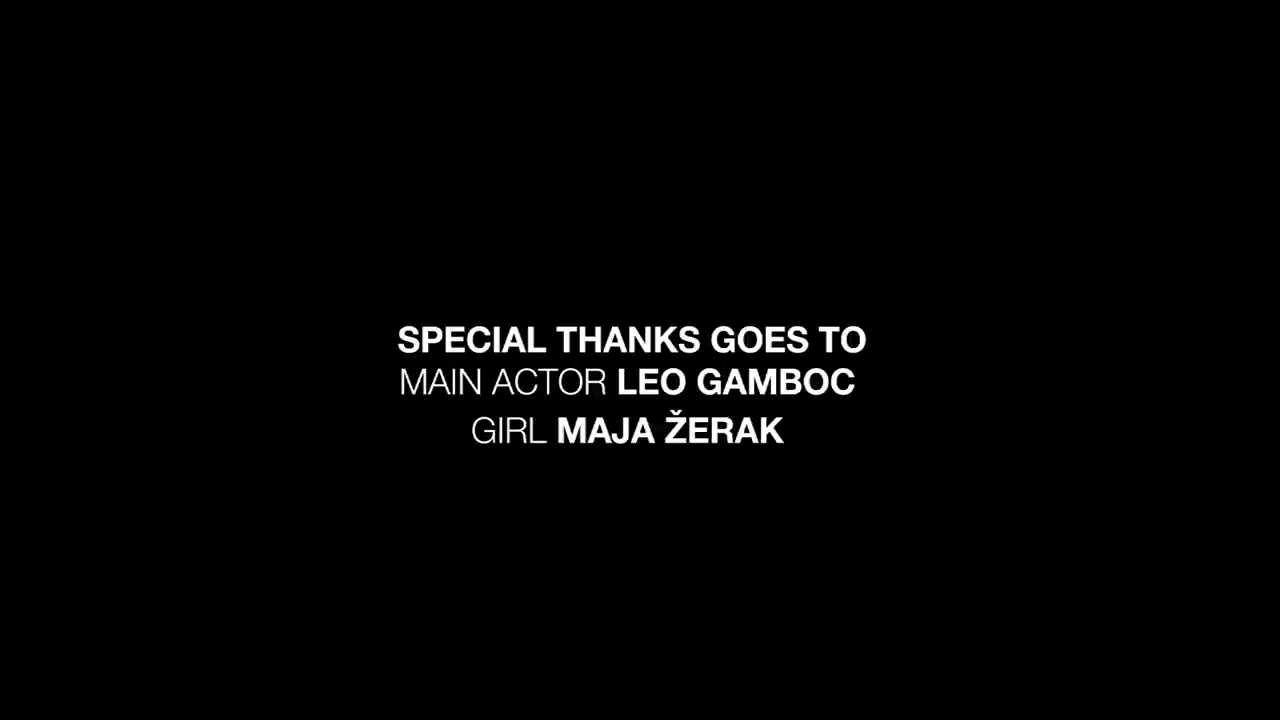 SPECIAL THANKS GOES TO
MAIN ACTOR LEO GAMBOC
GIRL MAJA ŽERAK